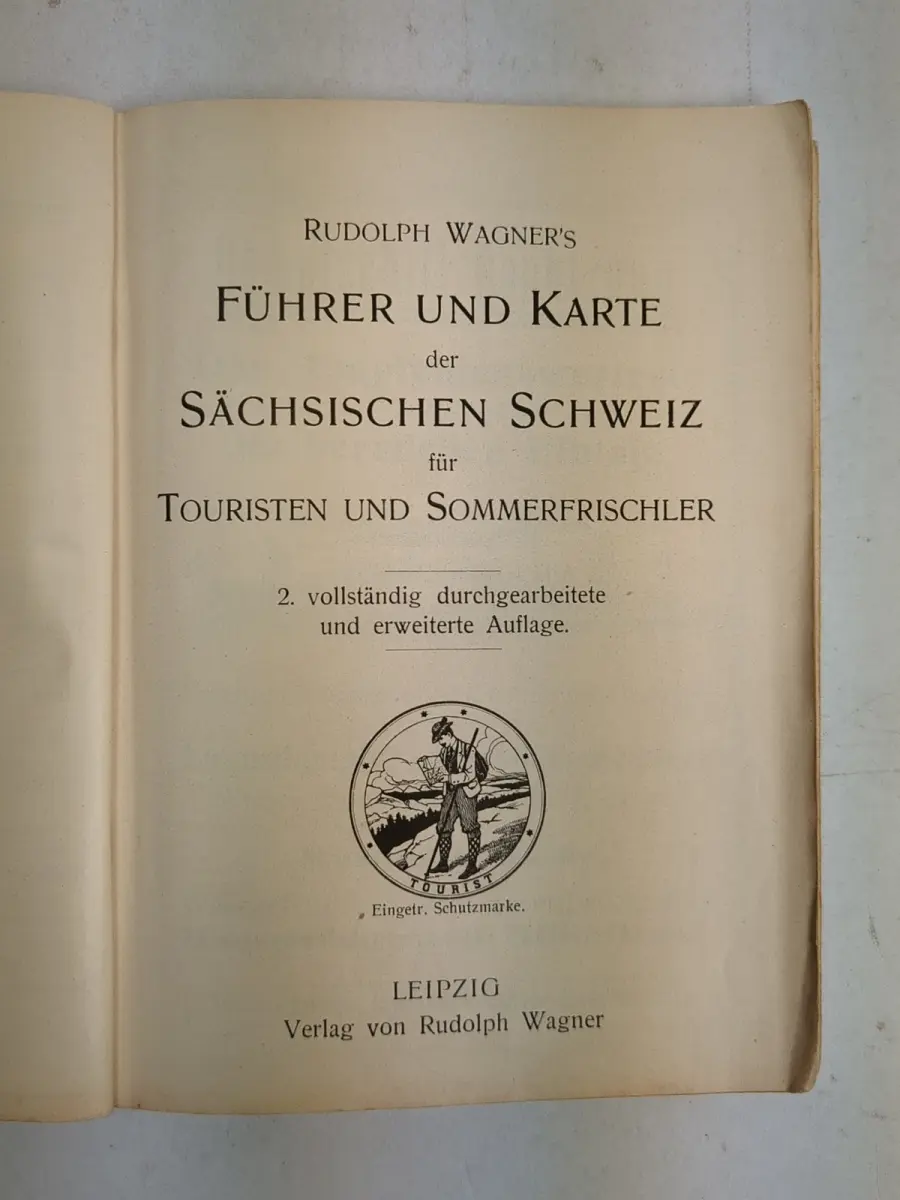 RUDOLPH WAGNER'S
FÜHRER UND KARTE
der
SÄCHSISCHEN SCHWEIZ
für
TOURISTEN UND SOMMERFRISCHLER
2. vollständig durchgearbeitete
und erweiterte Auflage.
TOURIST
Eingetr. Schutzmarke.
LEIPZIG
Verlag von Rudolph Wagner